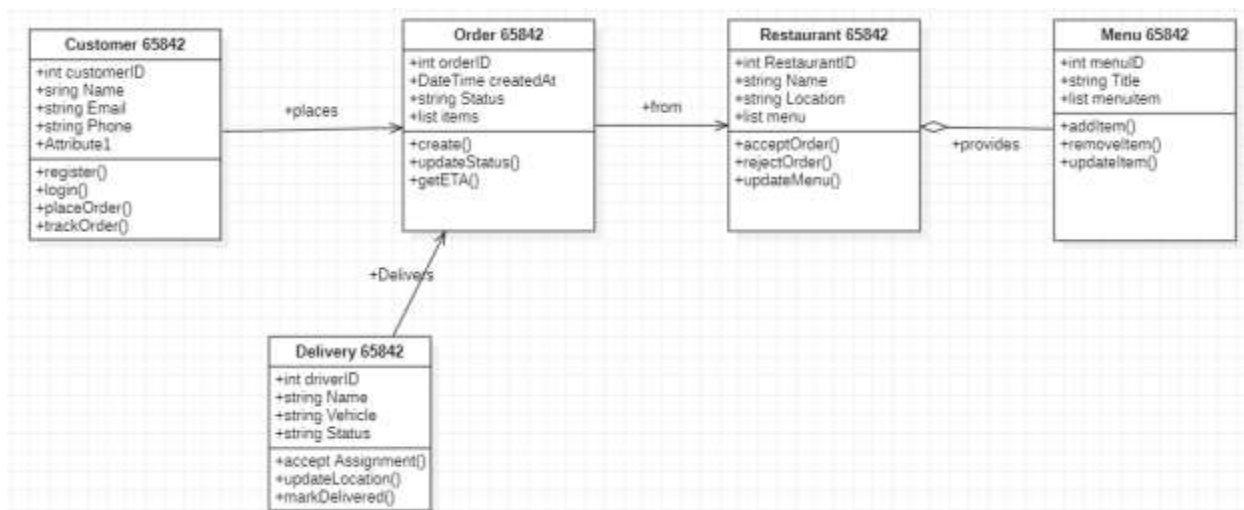 Customer 65842
+int customerID
+sring Name
+string Email
+string Phone
+Attribute1
+register()
+login()
+placeOrder()
+trackOrder()
+places
Order 65842
+int orderID
+DateTime createdAt
+string Status
+list items
+create()
+updateStatus()
+getETA()
+from
Restaurant 65842
+int RestaurantID
+string Name
+string Location
+list menu
+acceptOrder()
+rejectOrder()
+updateMenu()
+provides
Menu 65842
+int menuID
+string Title
+list menuitem
+addItem()
+removeItem()
+updateItem()
+Delivers
Delivery 65842
+int driverID
+string Name
+string Vehicle
+string Status
+accept Assignment()
+updateLocation()
+markDelivered()